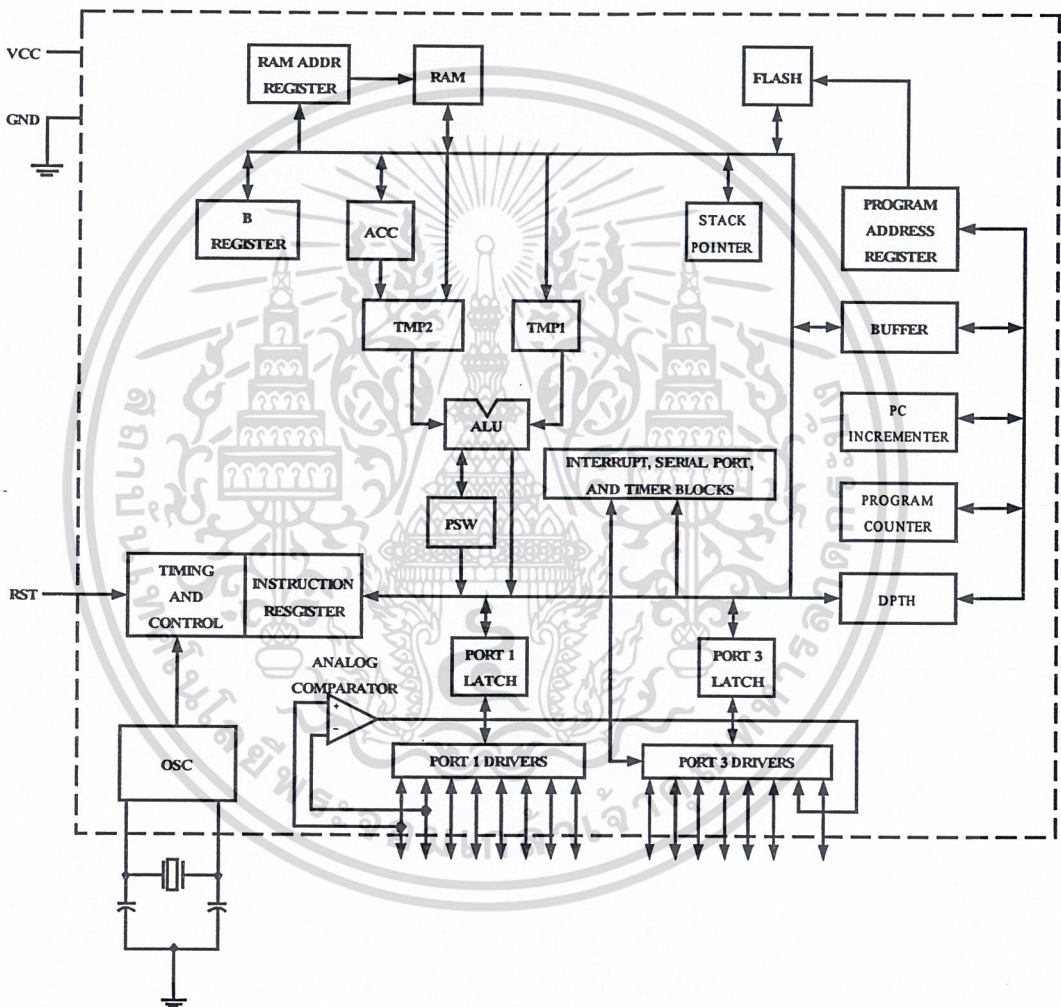 VCC
GND
RAM ADDR
REGISTER
RAM
FLASH
B
REGISTER
ACC
STACK
POINTER
PROGRAM
ADDRESS
REGISTER
TMP2
TMP1
BUFFER
ALU
PC
INCREMENTER
INTERRUPT, SERIAL PORT,
AND TIMER BLOCKS
PSW
PROGRAM
COUNTER
RST
TIMING
AND
CONTROL
INSTRUCTION
RESGISTER
DPTH
PORT 1
LATCH
PORT 3
LATCH
ANALOG
COMPARATOR
+
-
OSC
PORT 1 DRIVERS
PORT 3 DRIVERS